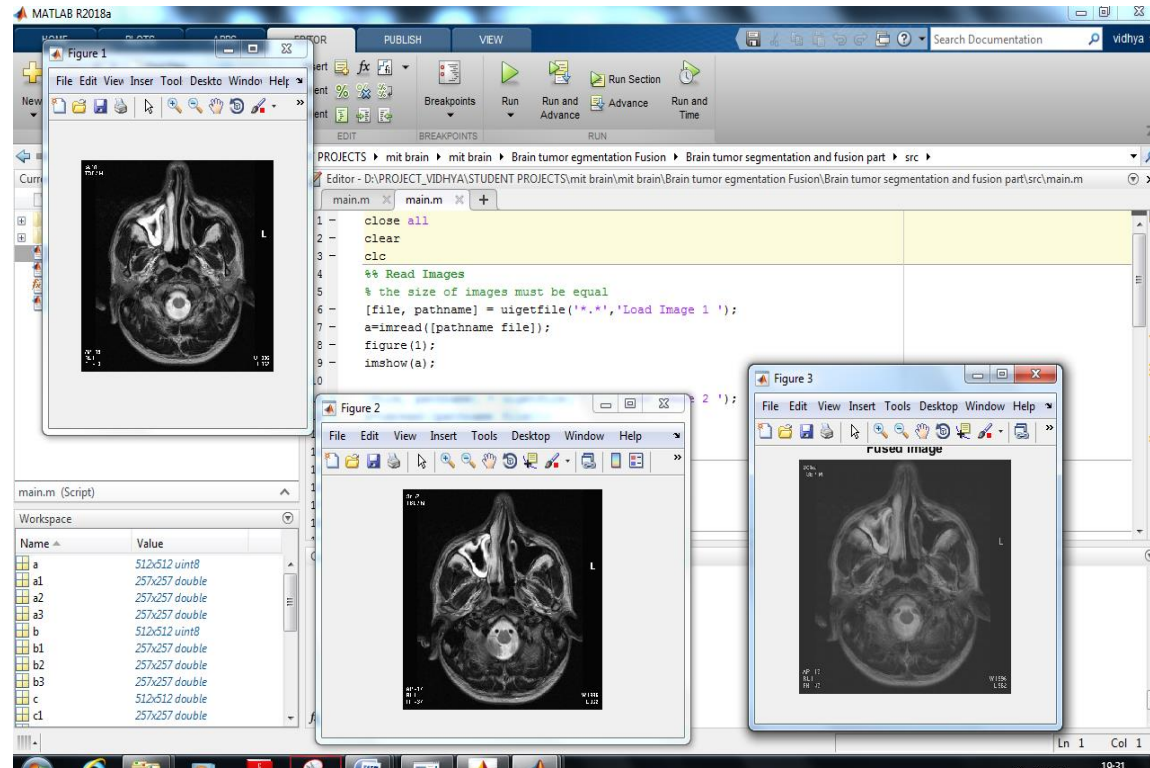 MATLAB R2018a
HOME PLOTS APPS EDITOR PUBLISH VIEW
Search Documentation
vidhya
New
Breakpoints
Run
Run and Advance
Run Section
Advance
Run and Time
EDIT
BREAKPOINTS
RUN
PROJECTS ▸ mit brain ▸ mit brain ▸ Brain tumor egmentation Fusion ▸ Brain tumor segmentation and fusion part ▸ src ▸
Editor - D:\PROJECT_VIDHYA\STUDENT PROJECTS\mit brain\mit brain\Brain tumor egmentation Fusion\Brain tumor segmentation and fusion part\src\main.m
main.m
main.m
1 close all
2 clear
3 clc
4 %% Read Images
5 % the size of images must be equal
6 [file, pathname] = uigetfile('*.*','Load Image 1 ');
7 a=imread([pathname file]);
8 figure(1);
9 imshow(a);
2 ');
Figure 1
File Edit View Inser Tool Deskto Windo Help
L
Figure 2
File Edit View Insert Tools Desktop Window Help
L
Figure 3
File Edit View Insert Tools Desktop Window Help
Fused Image
L
main.m (Script)
Workspace
Name Value
a 512x512 uint8
a1 257x257 double
a2 257x257 double
a3 257x257 double
b 512x512 uint8
b1 257x257 double
b2 257x257 double
b3 257x257 double
c 512x512 double
c1 257x257 double
Ln 1 Col 1
19:31